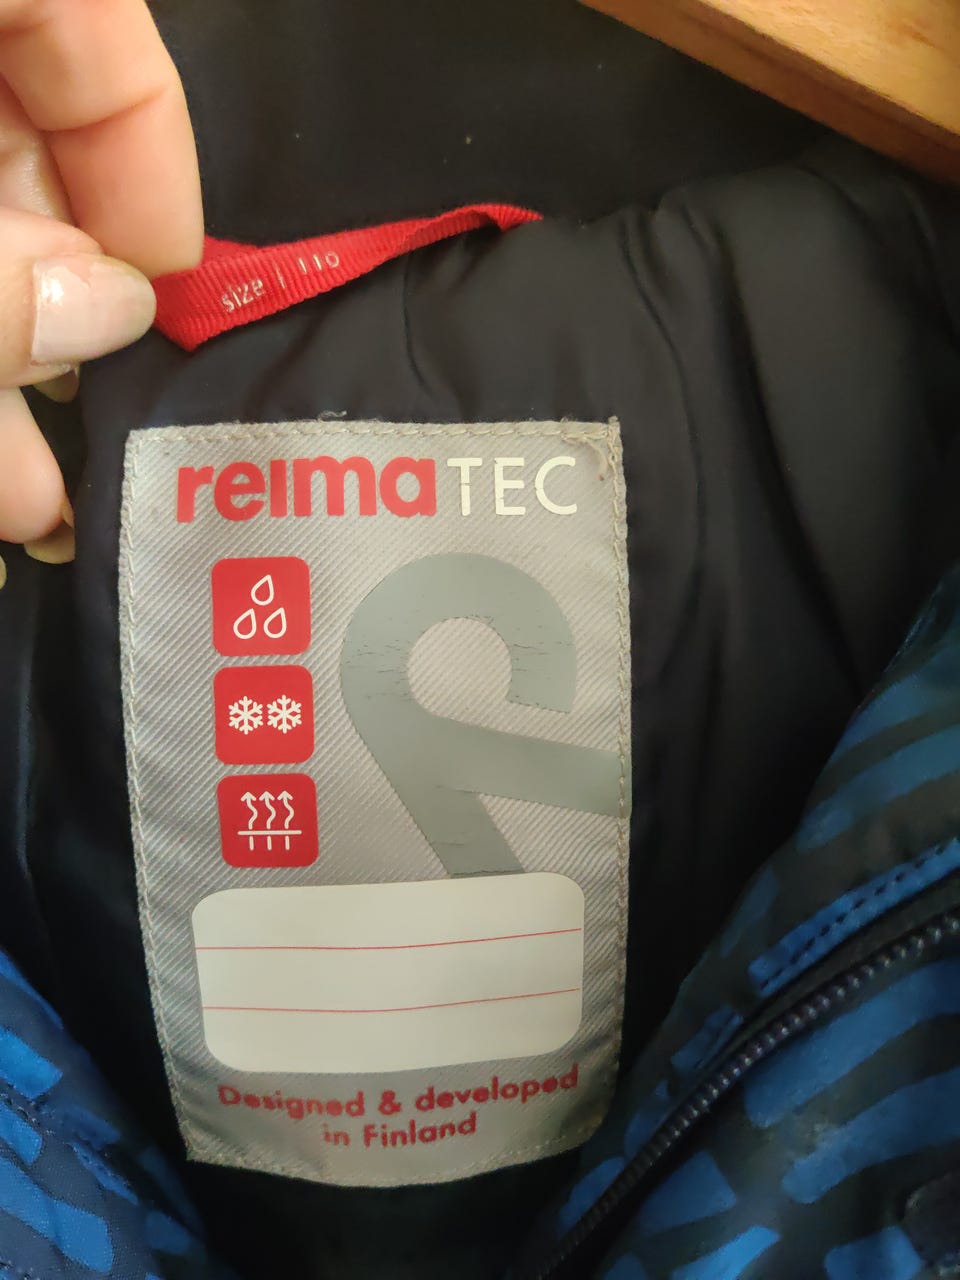 size | 110
reimaTEC
Designed & developed
in Finland